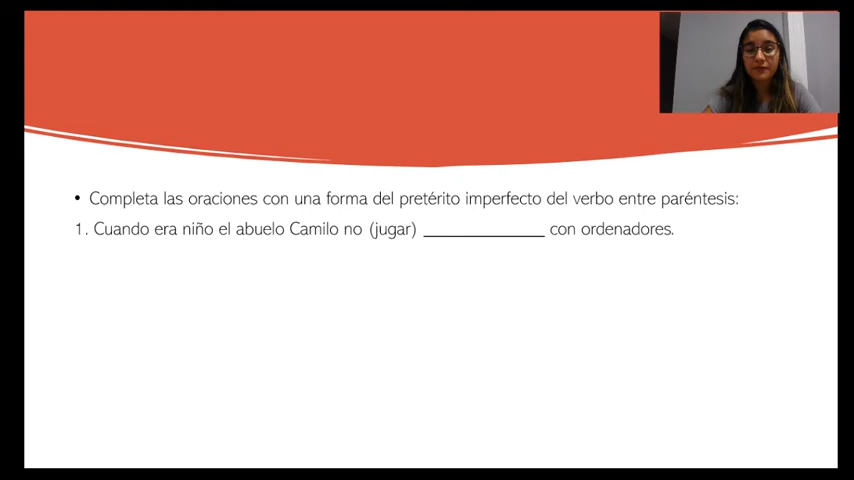 • Completa las oraciones con una forma del pretérito imperfecto del verbo entre paréntesis:
1. Cuando era niño el abuelo Camilo no (jugar) ______________ con ordenadores.